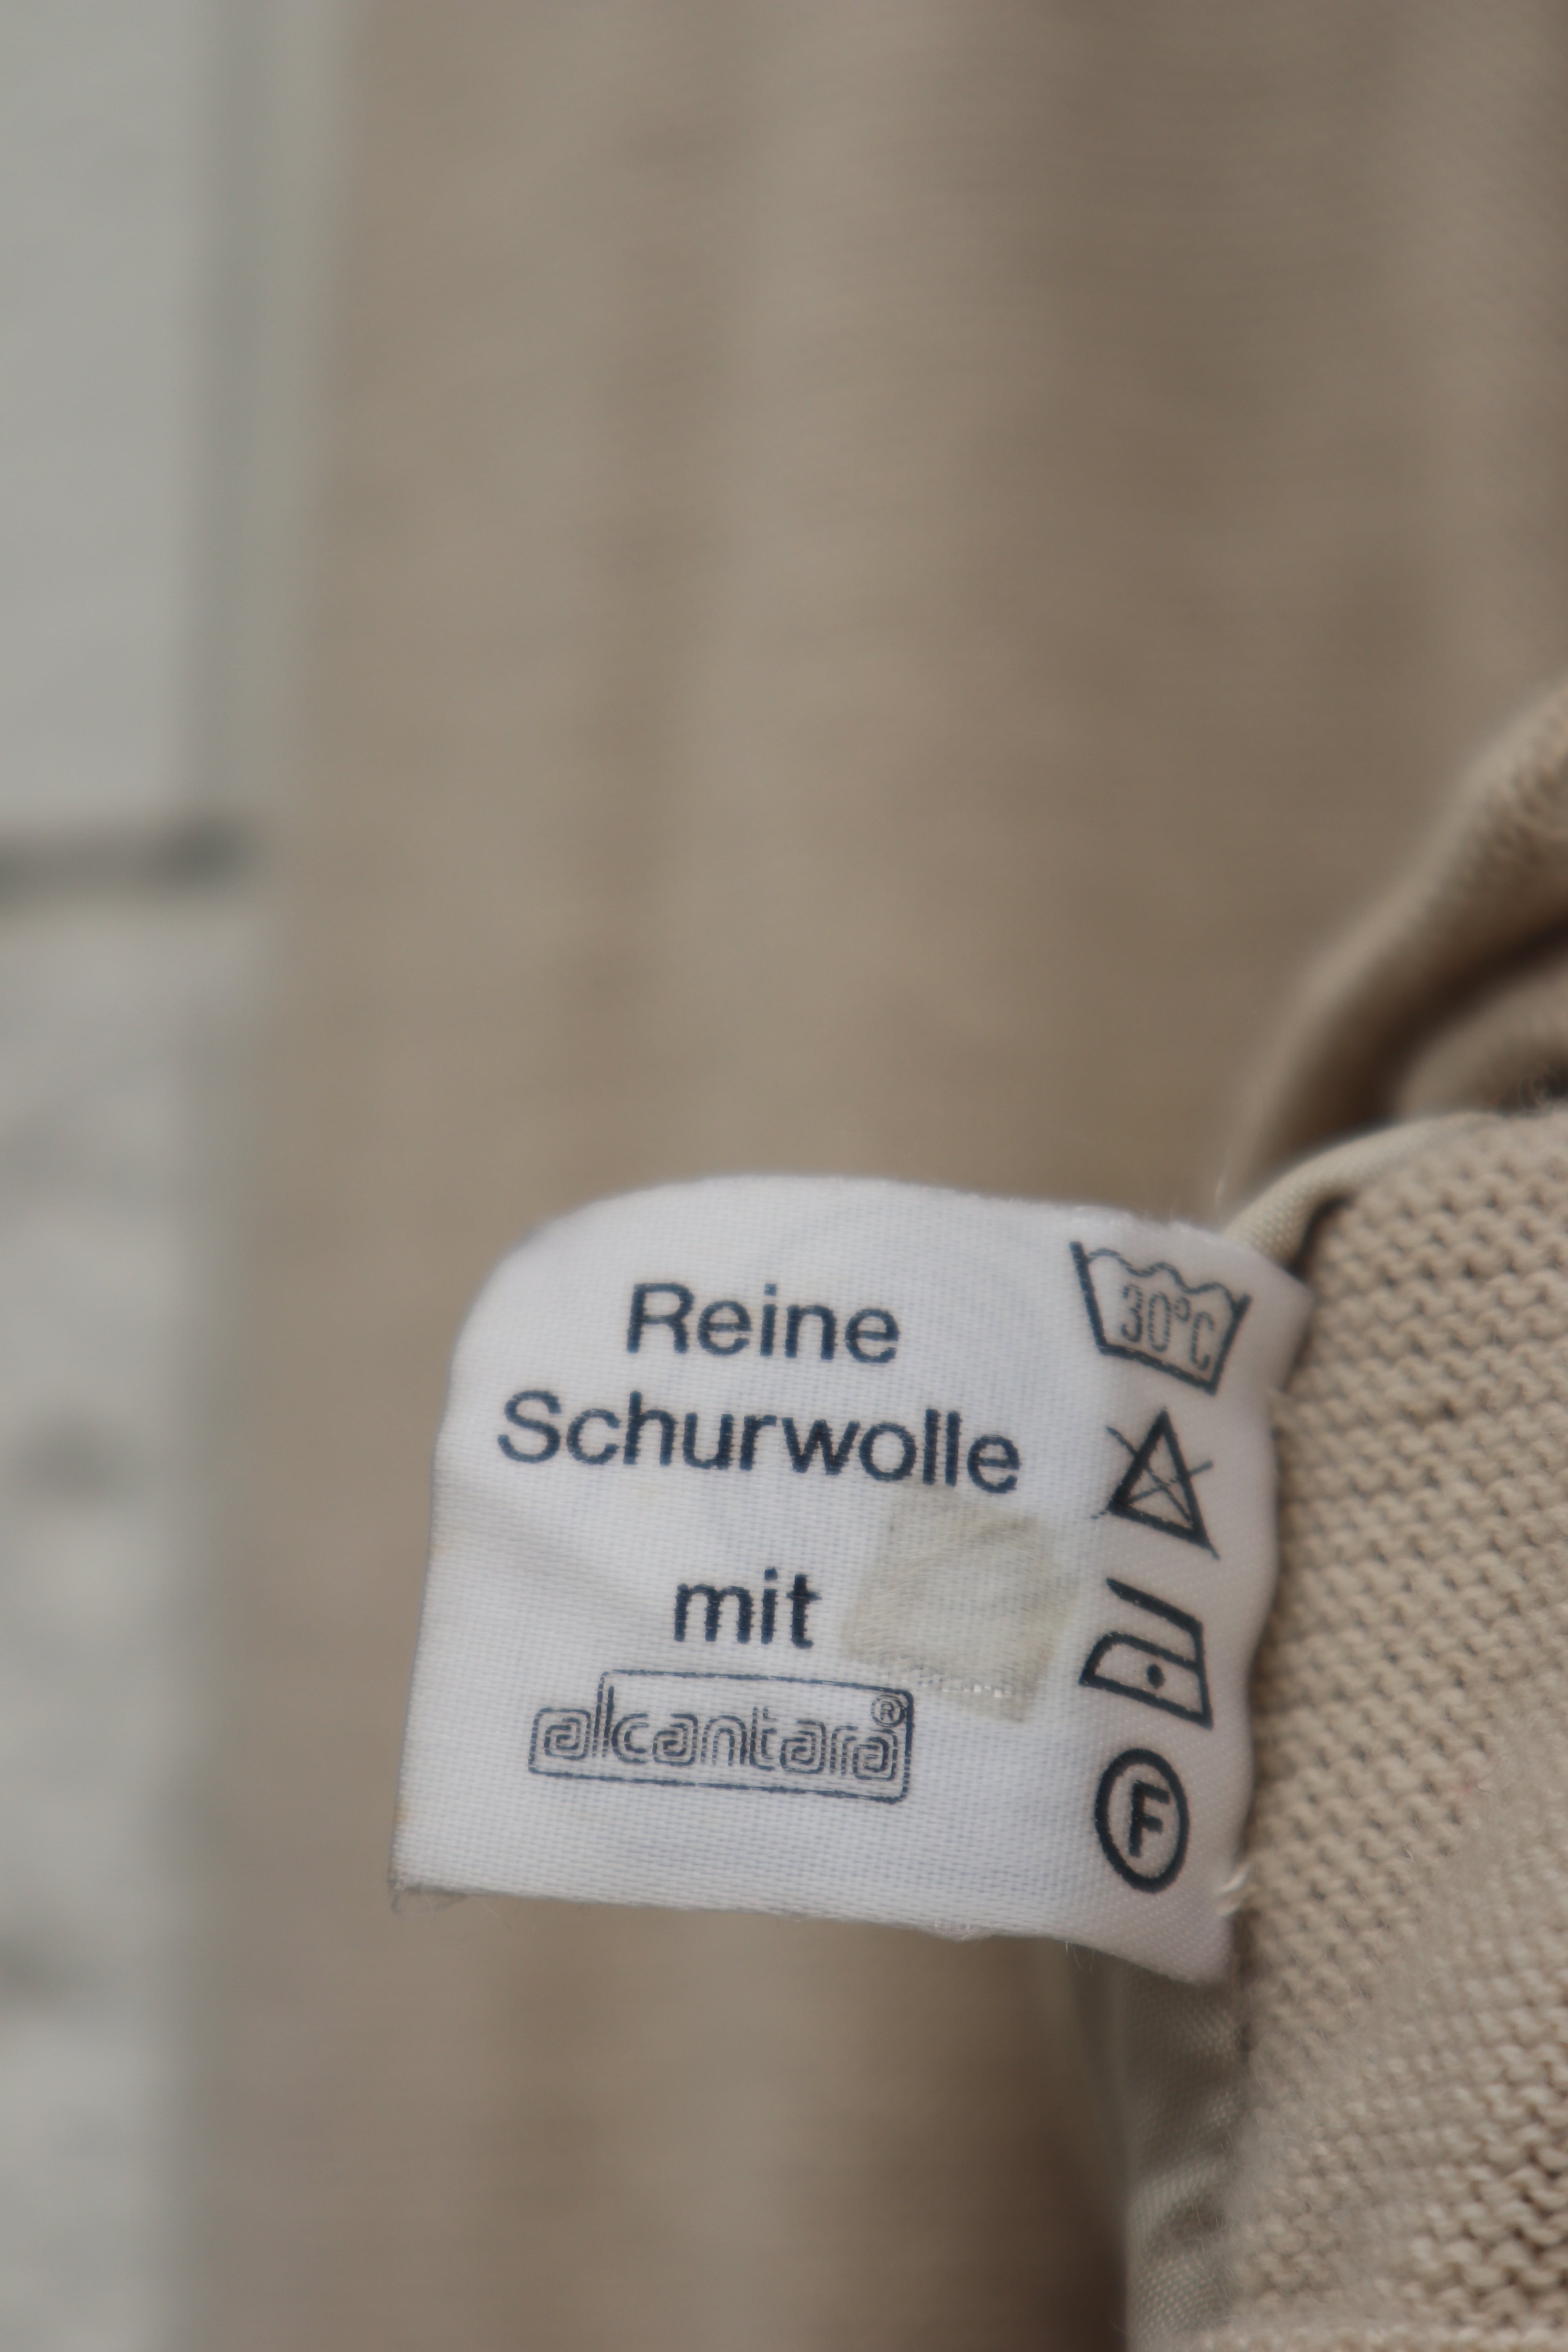 Reine
Schurwolle
mit
alcantara®
30°C
F